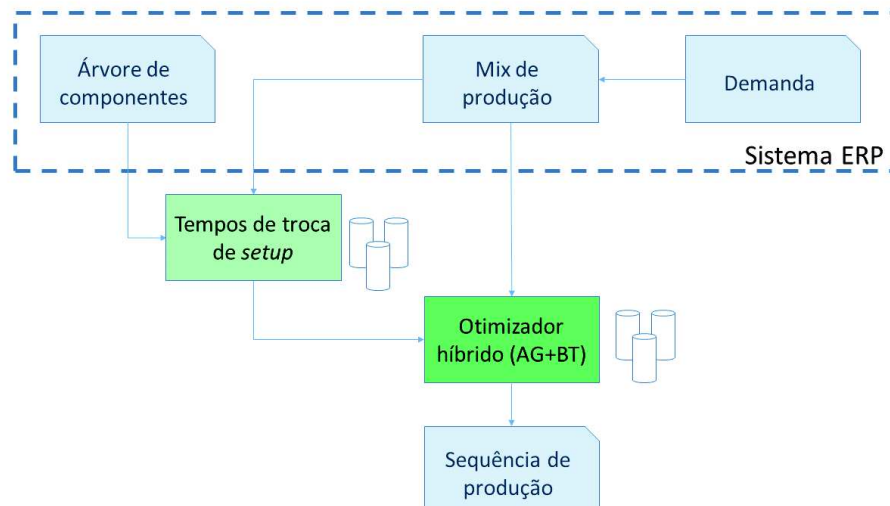 Árvore de
componentes
Mix de
produção
Demanda
Sistema ERP
Tempos de troca
de setup
Otimizador
híbrido (AG+BT)
Sequência de
produção